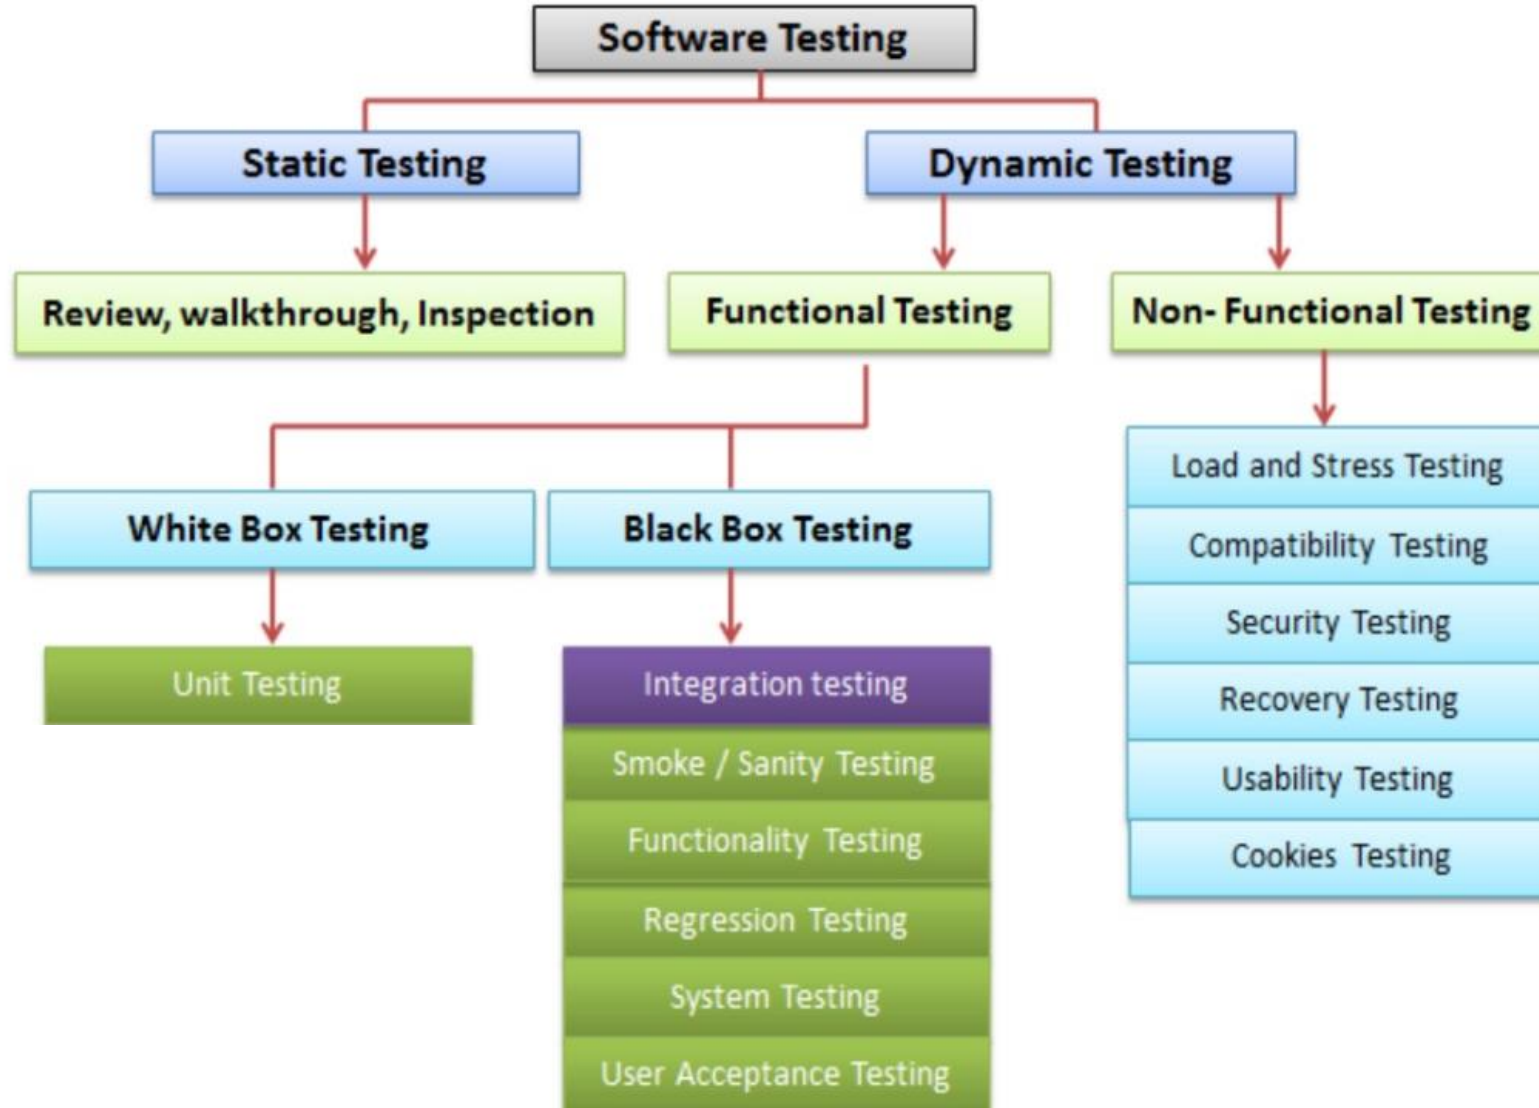 Software Testing
Static Testing
Dynamic Testing
Review, walkthrough, Inspection
Functional Testing
Non- Functional Testing
White Box Testing
Black Box Testing
Unit Testing
Integration testing
Smoke / Sanity Testing
Functionality Testing
Regression Testing
System Testing
User Acceptance Testing
Load and Stress Testing
Compatibility Testing
Security Testing
Recovery Testing
Usability Testing
Cookies Testing